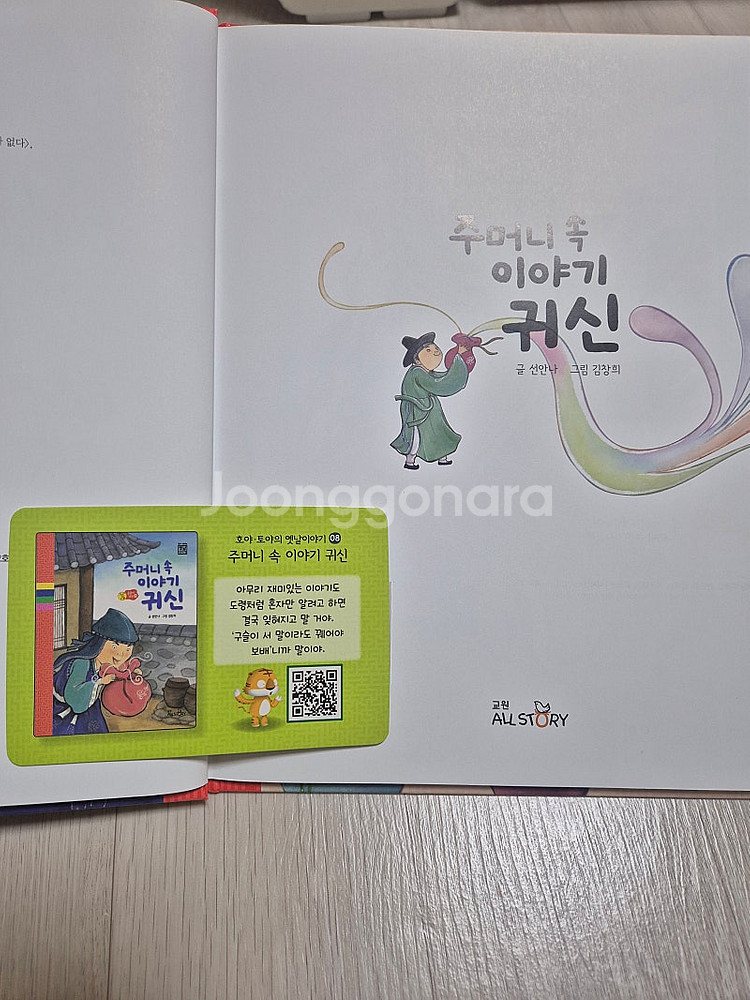 없다>,
주머니 속
이야기
귀신
글 선안나 그림 김창희
Joonggonara
호야·토야의 옛날이야기 08
주머니 속 이야기 귀신
주머니 속
이야기
귀신
아무리 재미있는 이야기도
도령처럼 혼자만 알려고 하면
결국 잊혀지고 말 거야.
'구슬이 서 말이라도 꿰어야
보배'니까 말이야.
교원
ALL STORY